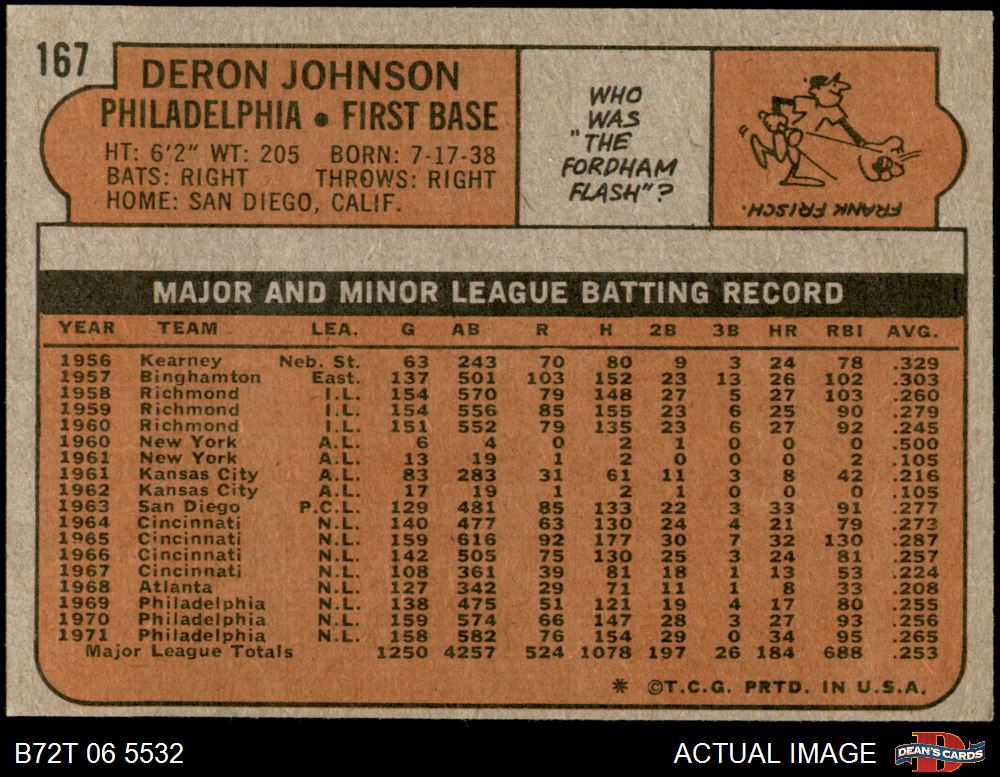 167
DERON JOHNSON
PHILADELPHIA • FIRST BASE
HT: 6'2" WT: 205 BORN: 7-17-38
BATS: RIGHT THROWS: RIGHT
HOME: SAN DIEGO, CALIF.
WHO
WAS
"THE
FORDHAM
FLASH"?
FRANK FRISCH.
MAJOR AND MINOR LEAGUE BATTING RECORD
YEAR TEAM LEA. G AB R H 2B 3B HR RBI AVG.
1956 Kearney Neb. St. 63 243 70 80 9 3 24 78 .329
1957 Binghamton East. 137 501 103 152 23 13 26 102 .303
1958 Richmond I.L. 154 570 79 148 27 5 27 103 .260
1959 Richmond I.L. 154 556 85 155 23 6 25 90 .279
1960 Richmond I.L. 151 552 79 135 23 6 27 92 .245
1960 New York A.L. 6 4 0 2 1 0 0 0 .500
1961 New York A.L. 13 19 1 2 0 0 0 2 .105
1961 Kansas City A.L. 83 283 31 61 11 3 8 42 .216
1962 Kansas City A.L. 17 19 1 2 1 0 0 0 .105
1963 San Diego P.C.L. 129 481 85 133 22 3 33 91 .277
1964 Cincinnati N.L. 140 477 63 130 24 4 21 79 .273
1965 Cincinnati N.L. 159 616 92 177 30 7 32 130 .287
1966 Cincinnati N.L. 142 505 75 130 25 3 24 81 .257
1967 Cincinnati N.L. 108 361 39 81 18 1 13 53 .224
1968 Atlanta N.L. 127 342 29 71 11 1 8 33 .208
1969 Philadelphia N.L. 138 475 51 121 19 4 17 80 .255
1970 Philadelphia N.L. 159 574 66 147 28 3 27 93 .256
1971 Philadelphia N.L. 158 582 76 154 29 0 34 95 .265
Major League Totals 1250 4257 524 1078 197 26 184 688 .253
* ©T.C.G. PRTD. IN U.S.A.
B72T 06 5532
ACTUAL IMAGE
D
DEAN'S CARDS